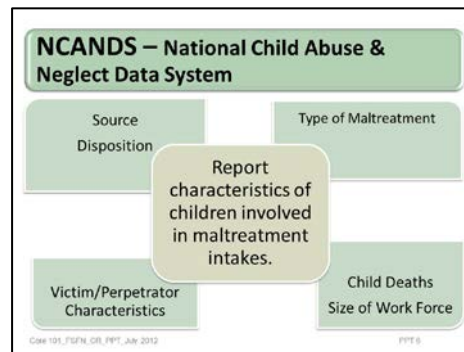 NCANDS – National Child Abuse &
Neglect Data System
Source
Disposition
Type of Maltreatment
Report
characteristics of
children involved
in maltreatment
intakes.
Victim/Perpetrator
Characteristics
Child Deaths
Size of Work Force
Core 101_FSFN_CR_PPT_July 2012
PPT 6